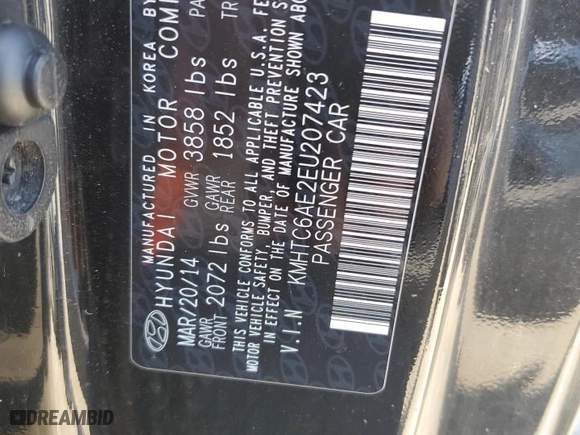 MANUFACTURED IN KOREA BY
HYUNDAI MOTOR COM
MAR/20/14 GVWR 3858 lbs PA
GAWR FRONT 2072 lbs GAWR REAR 1852 lbs TR
THIS VEHICLE CONFORMS TO ALL APPLICABLE U.S.A. FE
MOTOR VEHICLE SAFETY, BUMPER, AND THEFT PREVENTION S
ON THE DATE OF MANUFACTURE SHOWN ABOV
V.I.N KMHTC6AE2EU207423
PASSENGER CAR
DREAMBID